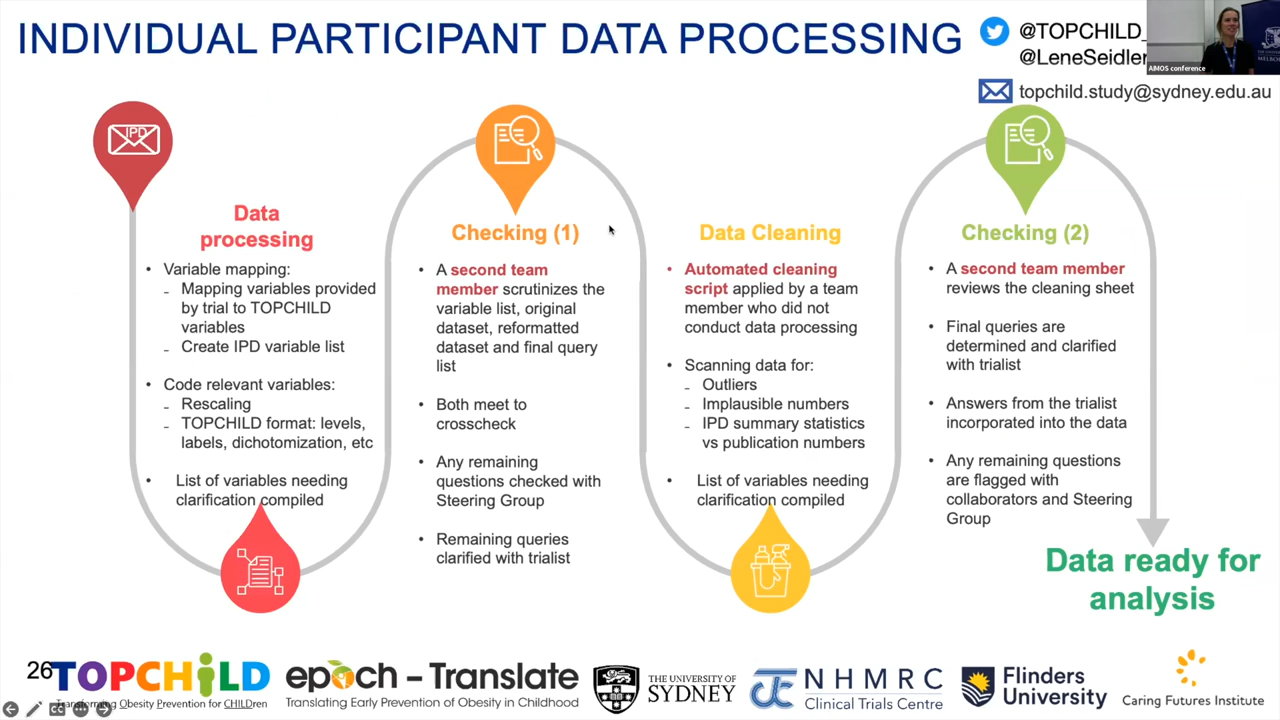 INDIVIDUAL PARTICIPANT DATA PROCESSING
@TOPCHILD_
@LeneSeidler
topchild.study@sydney.edu.au
AIMOS conference
IPD
Data
processing
• Variable mapping:
- Mapping variables provided
by trial to TOPCHILD
variables
- Create IPD variable list
• Code relevant variables:
- Rescaling
- TOPCHILD format: levels,
labels, dichotomization, etc
• List of variables needing
clarification compiled
Checking (1)
• A second team
member scrutinizes the
variable list, original
dataset, reformatted
dataset and final query
list
• Both meet to
crosscheck
• Any remaining
questions checked with
Steering Group
• Remaining queries
clarified with trialist
Data Cleaning
• Automated cleaning
script applied by a team
member who did not
conduct data processing
• Scanning data for:
- Outliers
- Implausible numbers
- IPD summary statistics
vs publication numbers
• List of variables needing
clarification compiled
Checking (2)
• A second team member
reviews the cleaning sheet
• Final queries are
determined and clarified
with trialist
• Answers from the trialist
incorporated into the data
• Any remaining questions
are flagged with
collaborators and Steering
Group
Data ready for
analysis
26
TOPCHiLD
Transforming Obesity Prevention for CHILDren
epoch – Translate
Translating Early Prevention of Obesity in Childhood
THE UNIVERSITY OF
SYDNEY
NHMRC
Clinical Trials Centre
Flinders
University
Caring Futures Institute